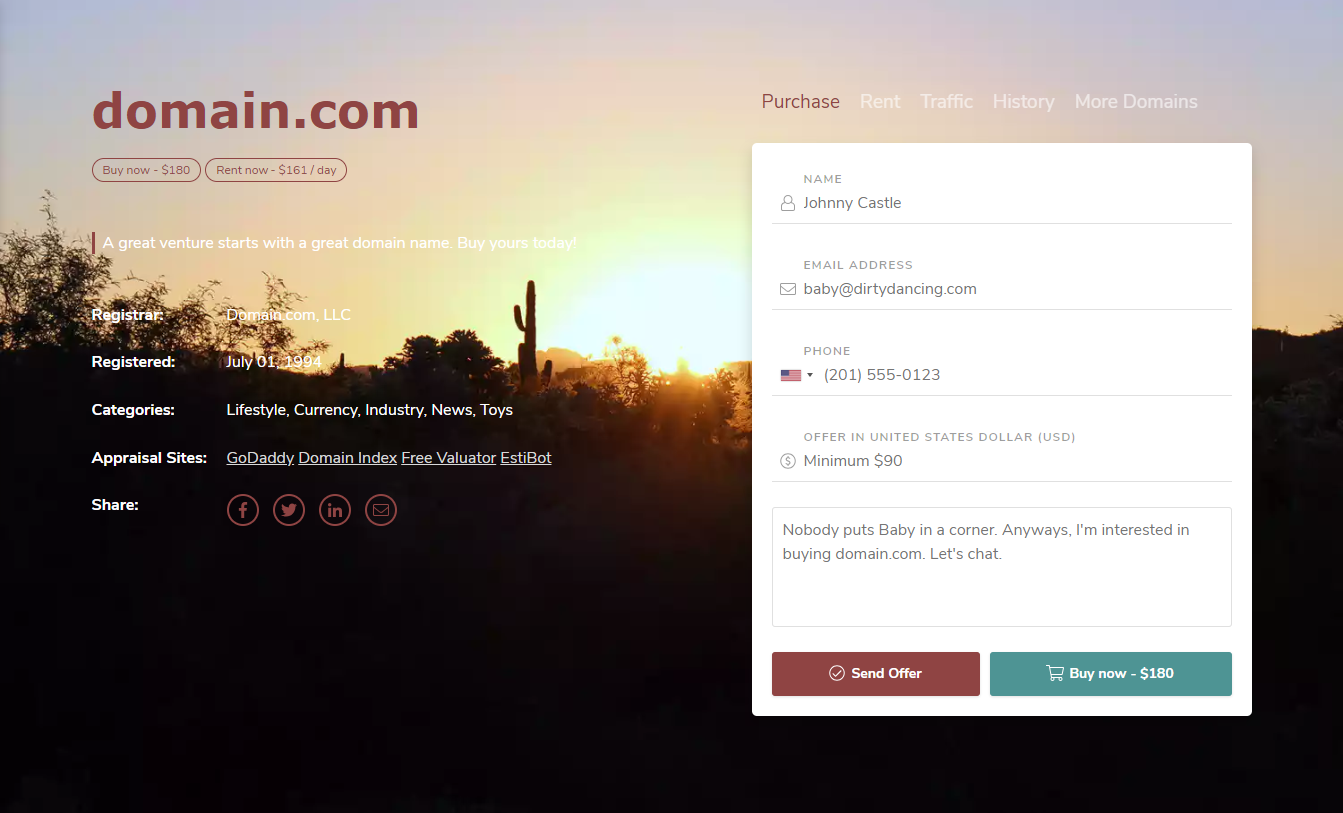 domain.com
Buy now - $180 Rent now - $161 / day
A great venture starts with a great domain name. Buy yours today!
Registrar: Domain.com, LLC
Registered: July 01, 1994
Categories: Lifestyle, Currency, Industry, News, Toys
Appraisal Sites: GoDaddy Domain Index Free Valuator EstiBot
Share:
Purchase Rent Traffic History More Domains
NAME
Johnny Castle
EMAIL ADDRESS
baby@dirtydancing.com
PHONE
(201) 555-0123
OFFER IN UNITED STATES DOLLAR (USD)
Minimum $90
Nobody puts Baby in a corner. Anyways, I'm interested in
buying domain.com. Let's chat.
Send Offer Buy now - $180